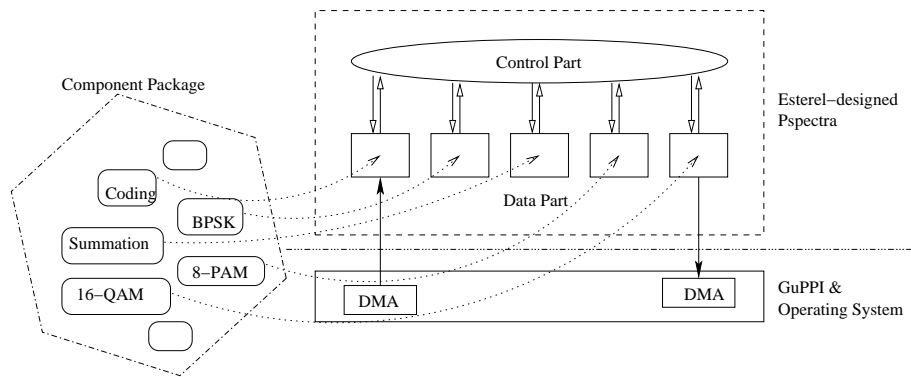 Control Part
Component Package
Esterel−designed
Pspectra
Coding
BPSK
Data Part
Summation
8−PAM
16−QAM
DMA
DMA
GuPPI &
Operating System